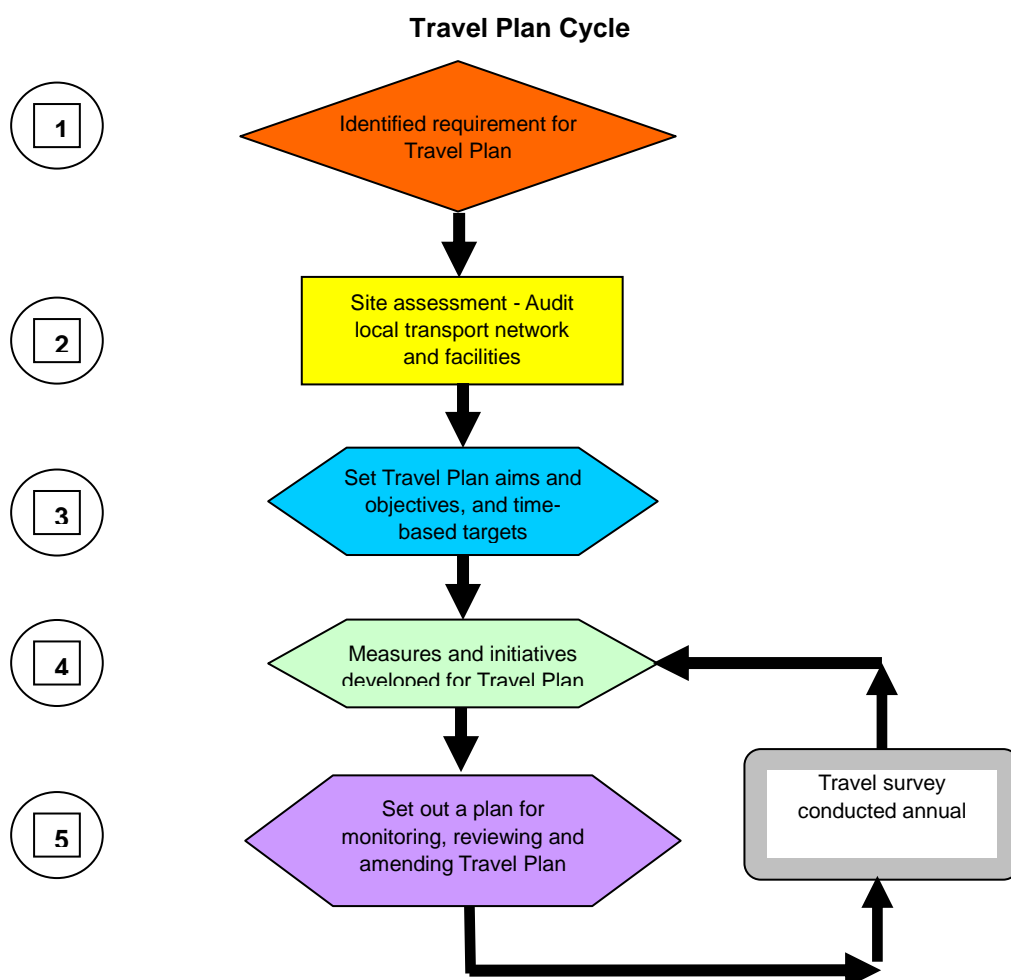 Travel Plan Cycle
1
Identified requirement for
Travel Plan
2
Site assessment - Audit
local transport network
and facilities
3
Set Travel Plan aims and
objectives, and time-
based targets
4
Measures and initiatives
developed for Travel Plan
Travel survey
conducted annual
5
Set out a plan for
monitoring, reviewing and
amending Travel Plan